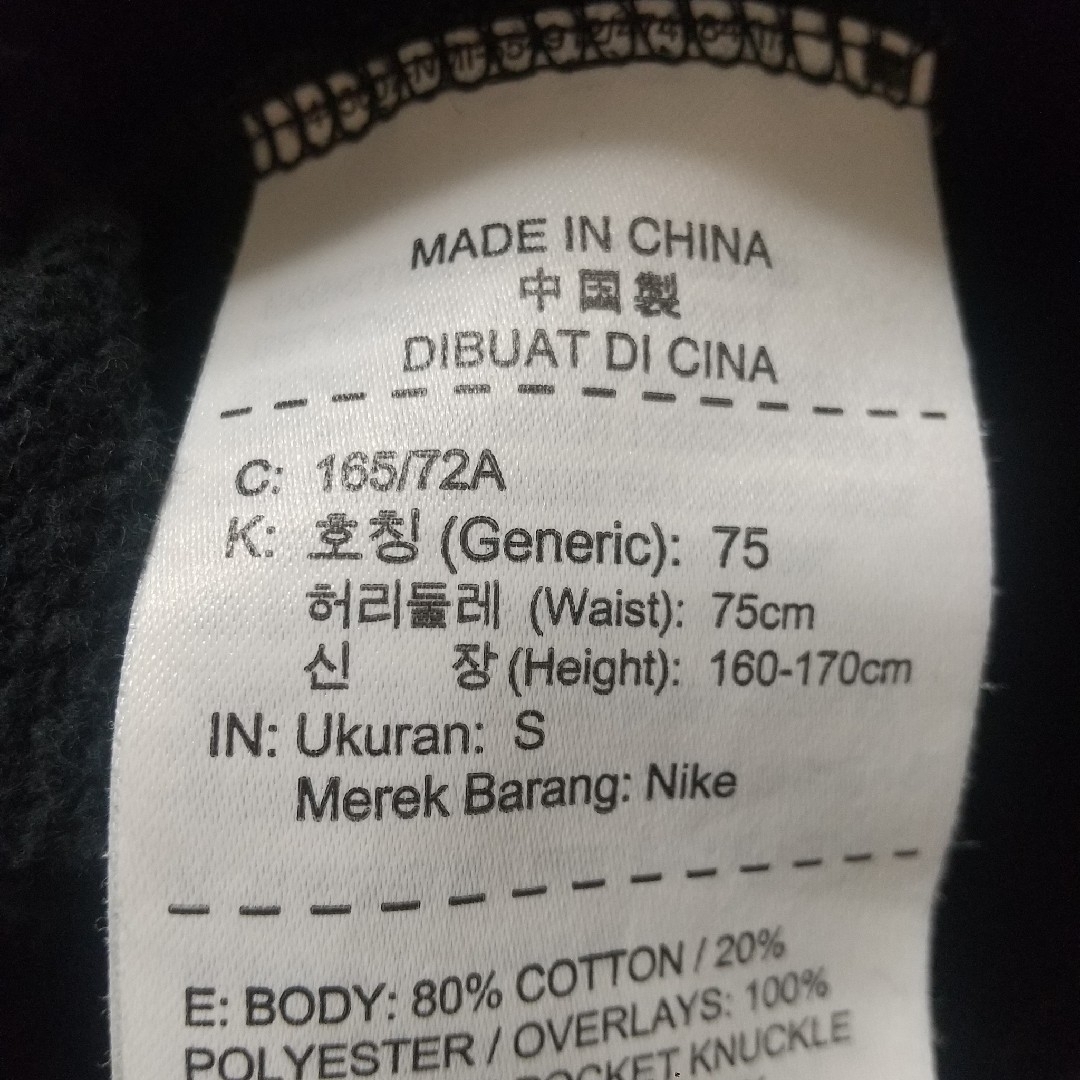 MADE IN CHINA
中国製
DIBUAT DI CINA
C: 165/72A
K: 호칭 (Generic): 75
허리둘레 (Waist): 75cm
신 장 (Height): 160-170cm
IN: Ukuran: S
Merek Barang: Nike
E: BODY: 80% COTTON / 20%
POLYESTER / OVERLAYS: 100%
POCKET KNUCKLE